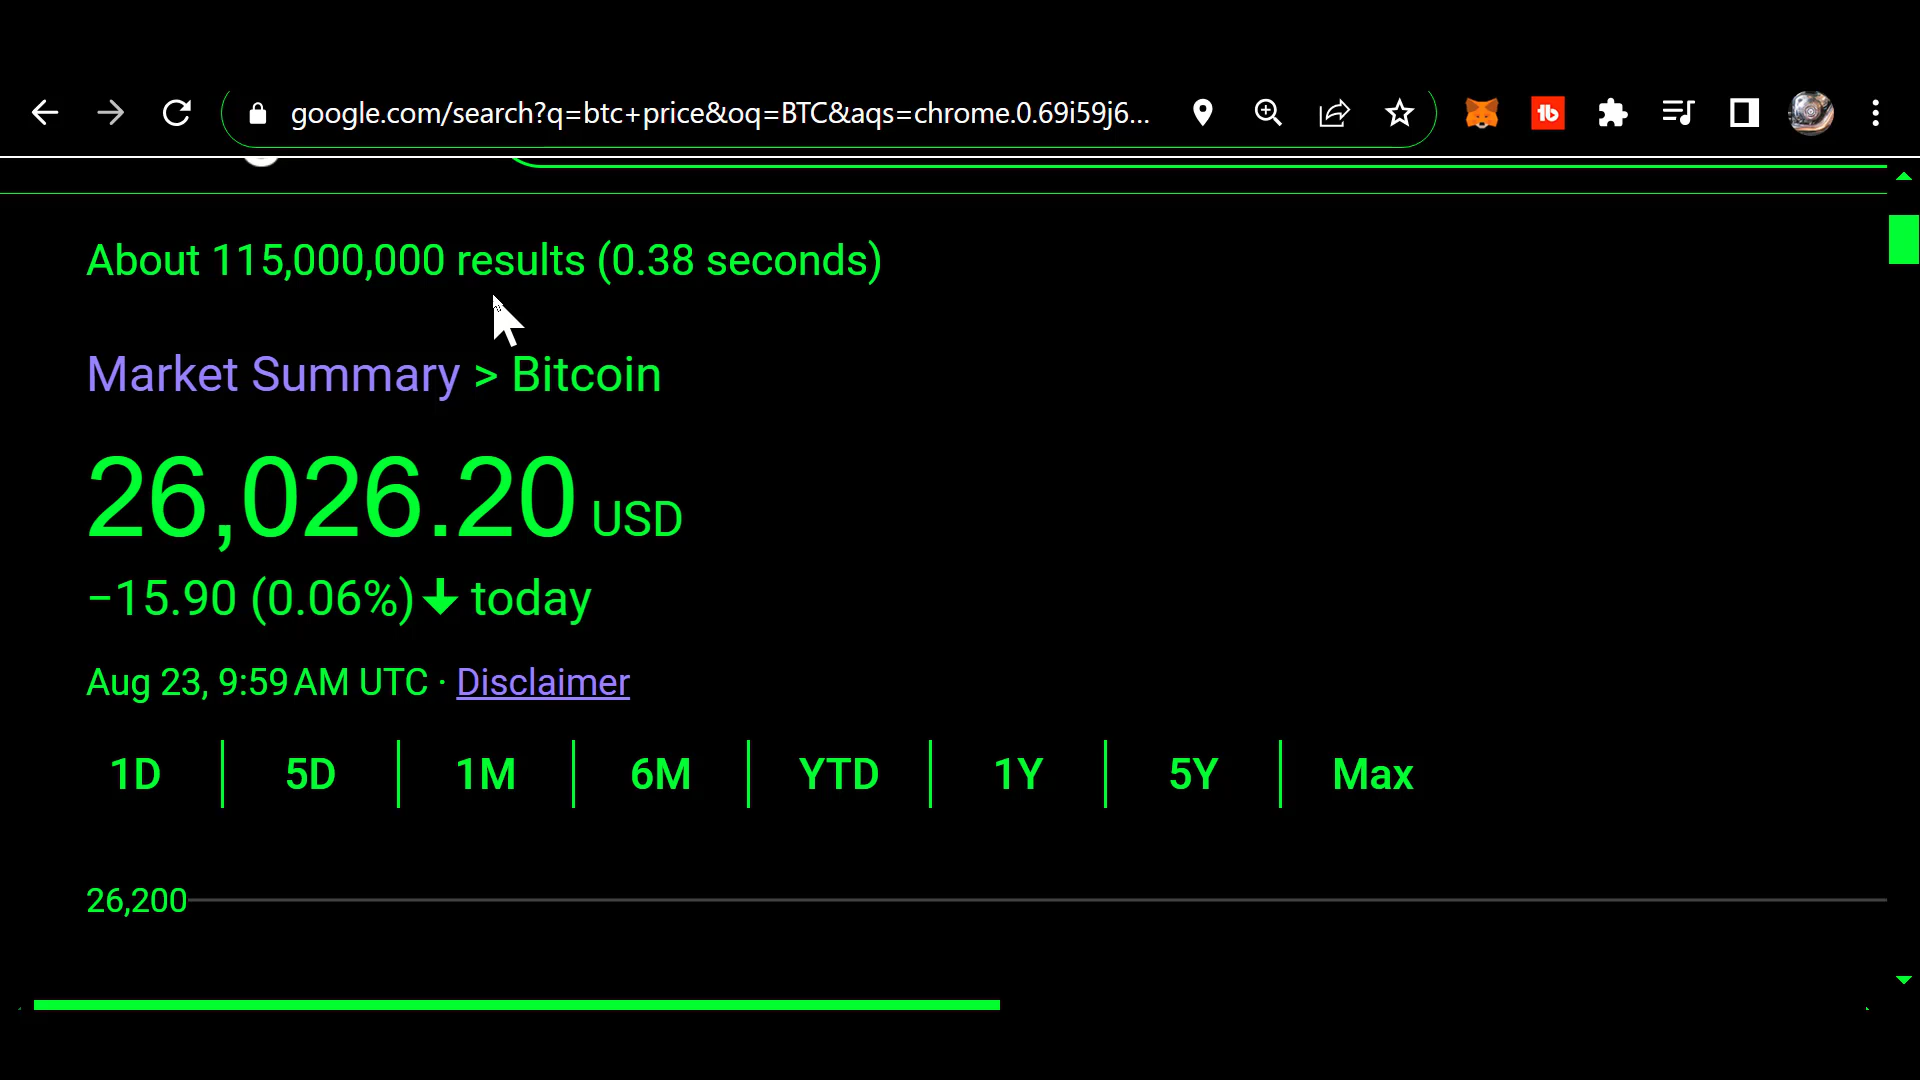 google.com/search?q=btc+price&oq=BTC&aqs=chrome.0.69i59j6...
tb
About 115,000,000 results (0.38 seconds)
Market Summary > Bitcoin
26,026.20 USD
−15.90 (0.06%) ↓ today
Aug 23, 9:59 AM UTC · Disclaimer
1D 5D 1M 6M YTD 1Y 5Y Max
26,200